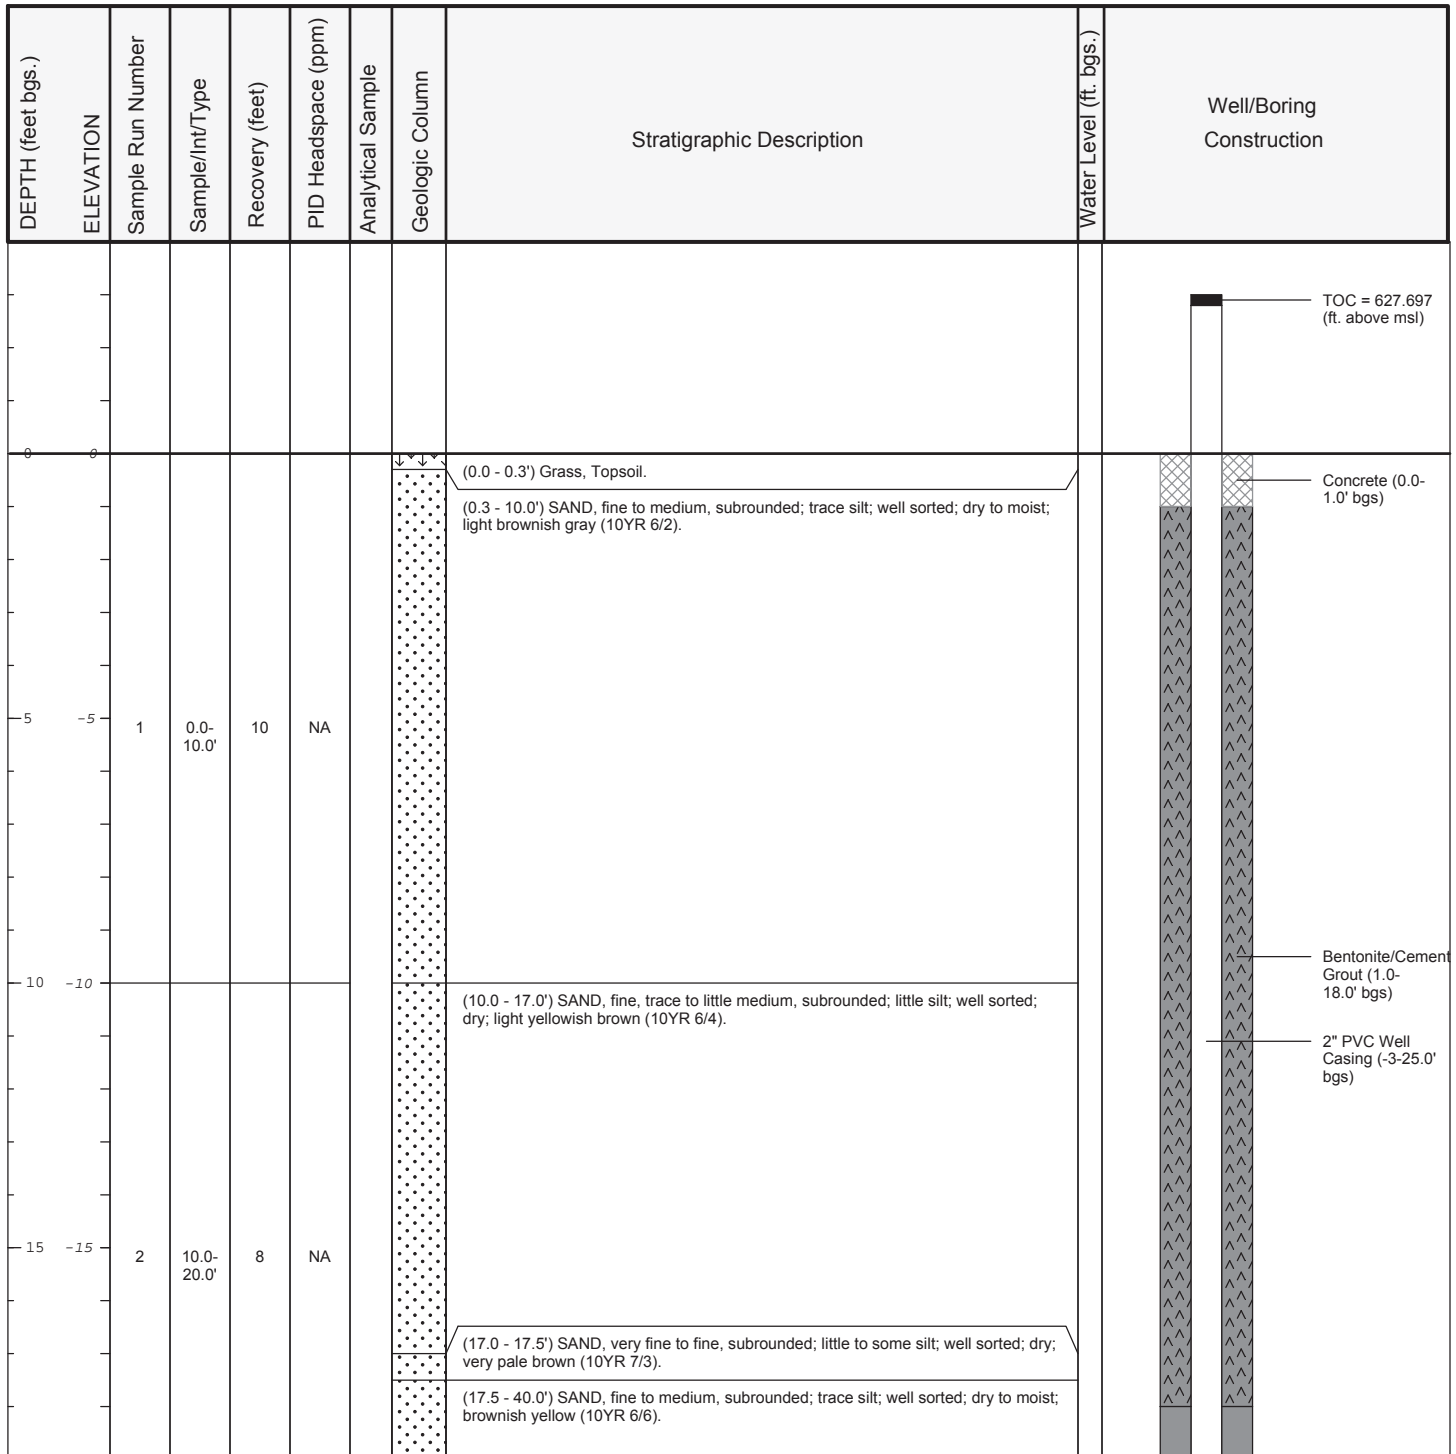 DEPTH (feet bgs.)
ELEVATION
Sample Run Number
Sample/Int/Type
Recovery (feet)
PID Headspace (ppm)
Analytical Sample
Geologic Column
Stratigraphic Description
Water Level (ft. bgs.)
Well/Boring
Construction
TOC = 627.697
(ft. above msl)
0 0
(0.0 - 0.3') Grass, Topsoil.
Concrete (0.0-
1.0' bgs)
(0.3 - 10.0') SAND, fine to medium, subrounded; trace silt; well sorted; dry to moist;
light brownish gray (10YR 6/2).
5 -5
1
0.0-
10.0'
10
NA
Bentonite/Cement
Grout (1.0-
18.0' bgs)
10 -10
(10.0 - 17.0') SAND, fine, trace to little medium, subrounded; little silt; well sorted;
dry; light yellowish brown (10YR 6/4).
2" PVC Well
Casing (-3-25.0'
bgs)
15 -15
2
10.0-
20.0'
8
NA
(17.0 - 17.5') SAND, very fine to fine, subrounded; little to some silt; well sorted; dry;
very pale brown (10YR 7/3).
(17.5 - 40.0') SAND, fine to medium, subrounded; trace silt; well sorted; dry to moist;
brownish yellow (10YR 6/6).